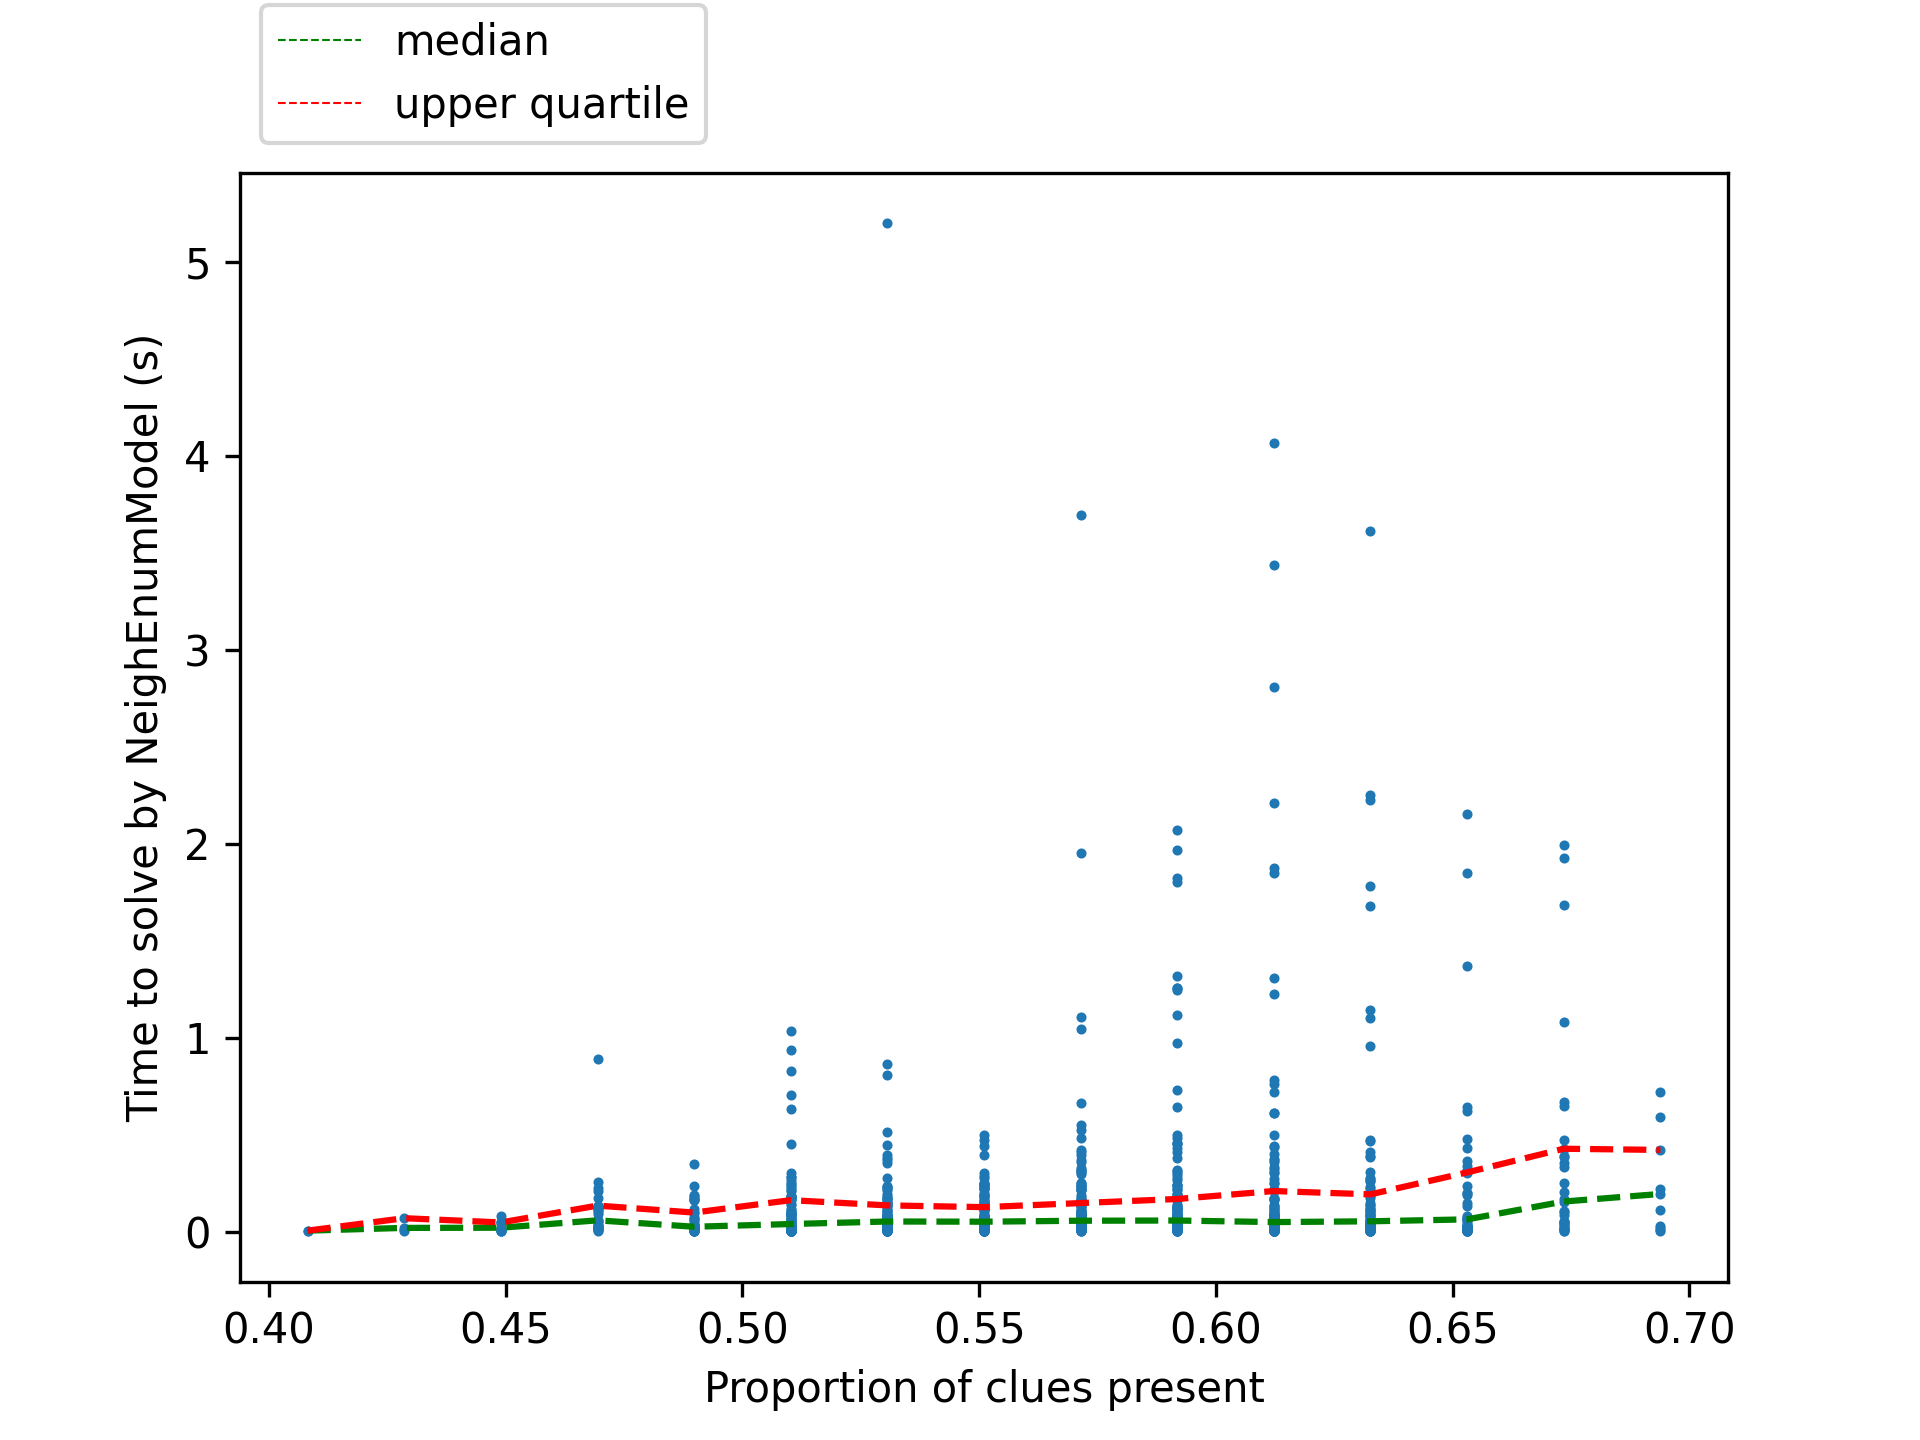 median
upper quartile
5
4
3
2
1
0
Time to solve by NeighEnumModel (s)
0.40 0.45 0.50 0.55 0.60 0.65 0.70
Proportion of clues present